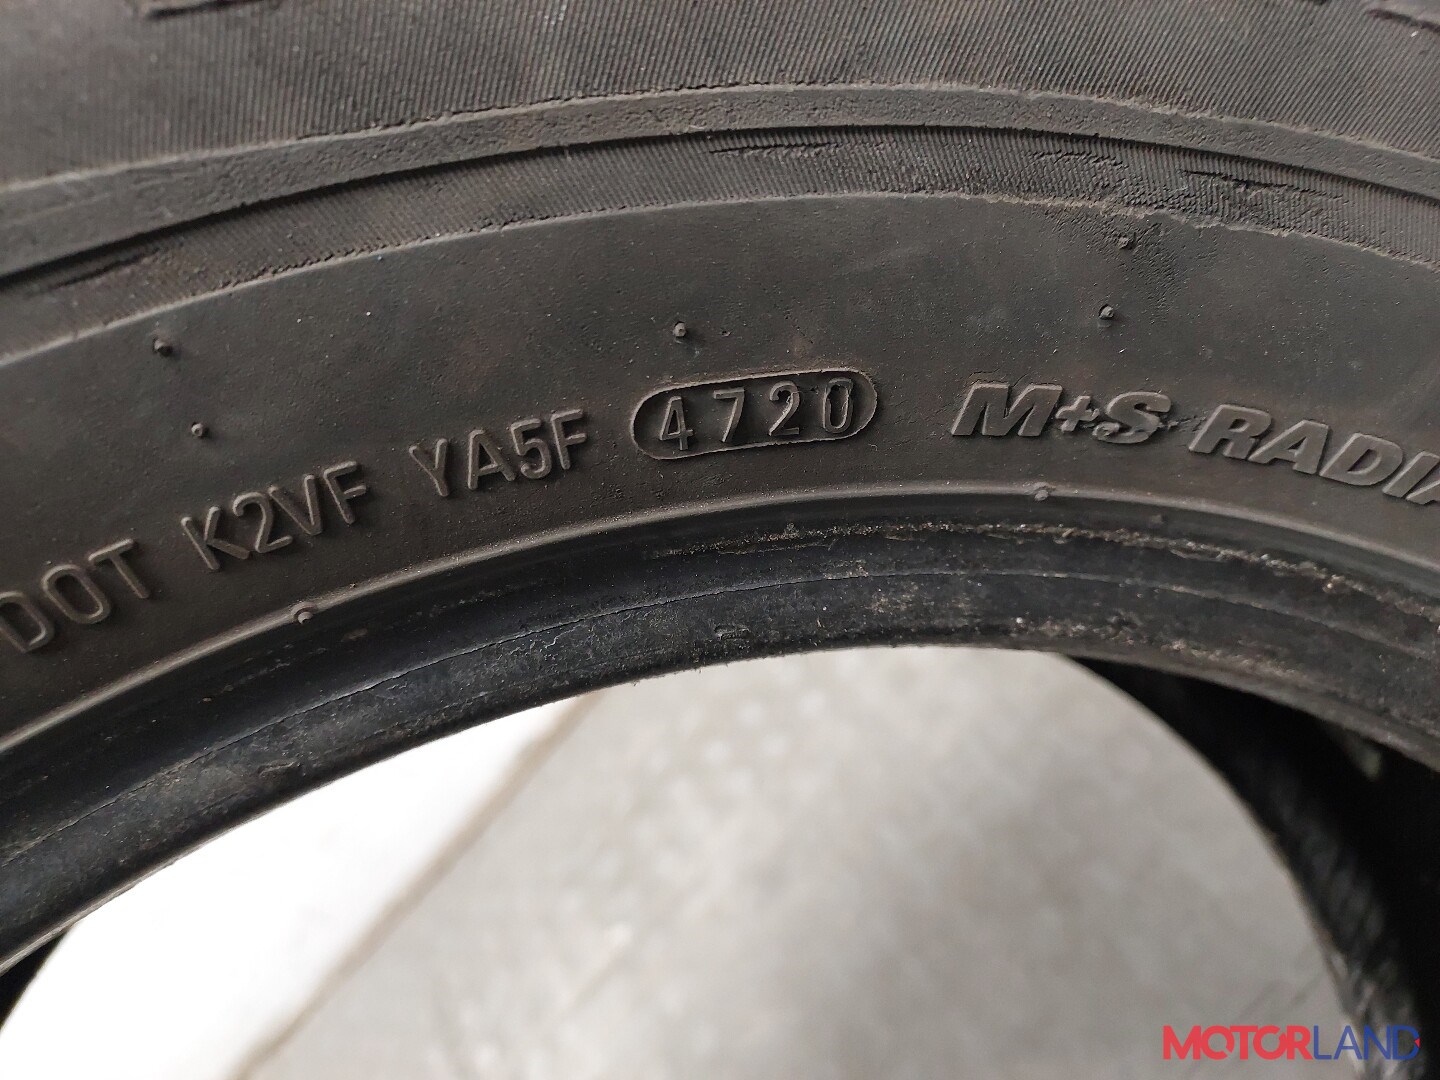 DOT K2VF YA5F 4720 M+S RADIA
MOTORLAND